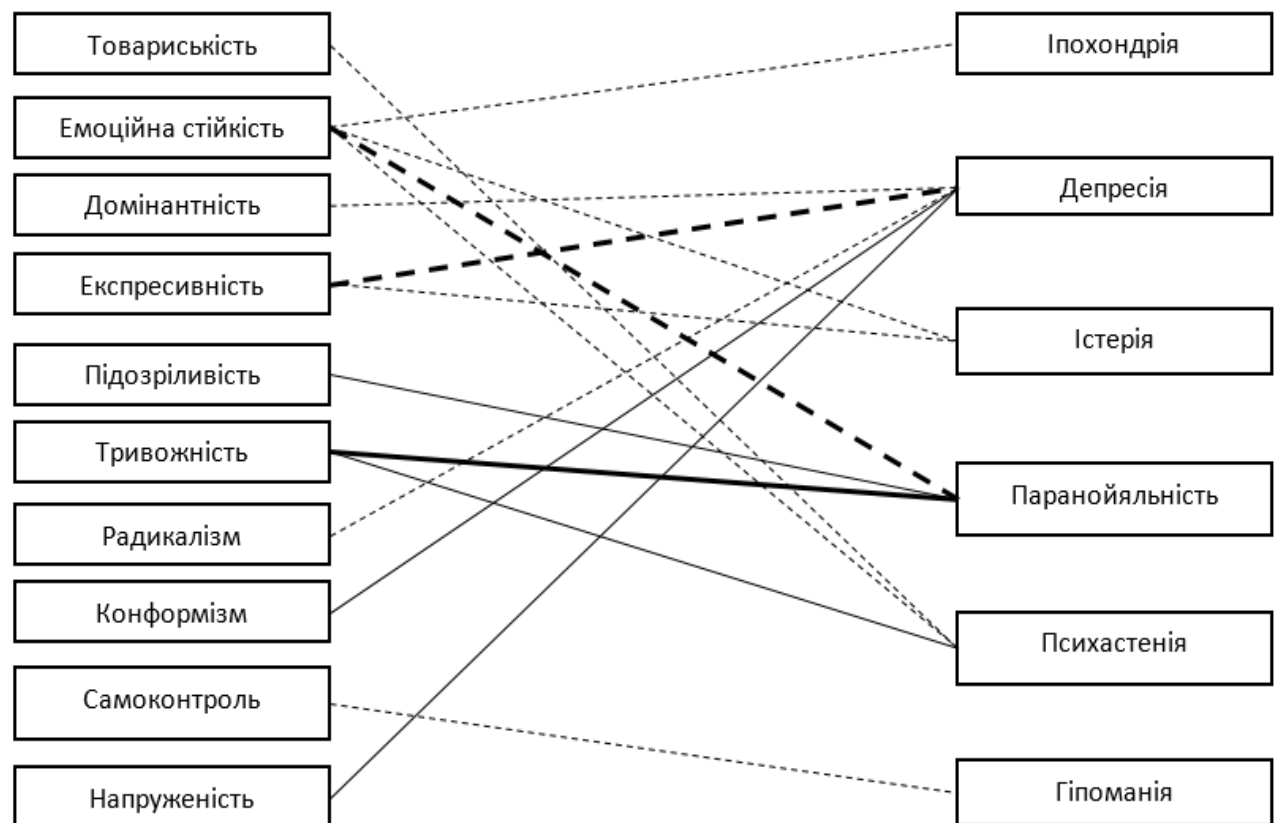 Товариськість
Емоційна стійкість
Домінантність
Експресивність
Підозріливість
Тривожність
Радикалізм
Конформізм
Самоконтроль
Напруженість
Іпохондрія
Депресія
Істерія
Паранойяльність
Психастенія
Гіпоманія